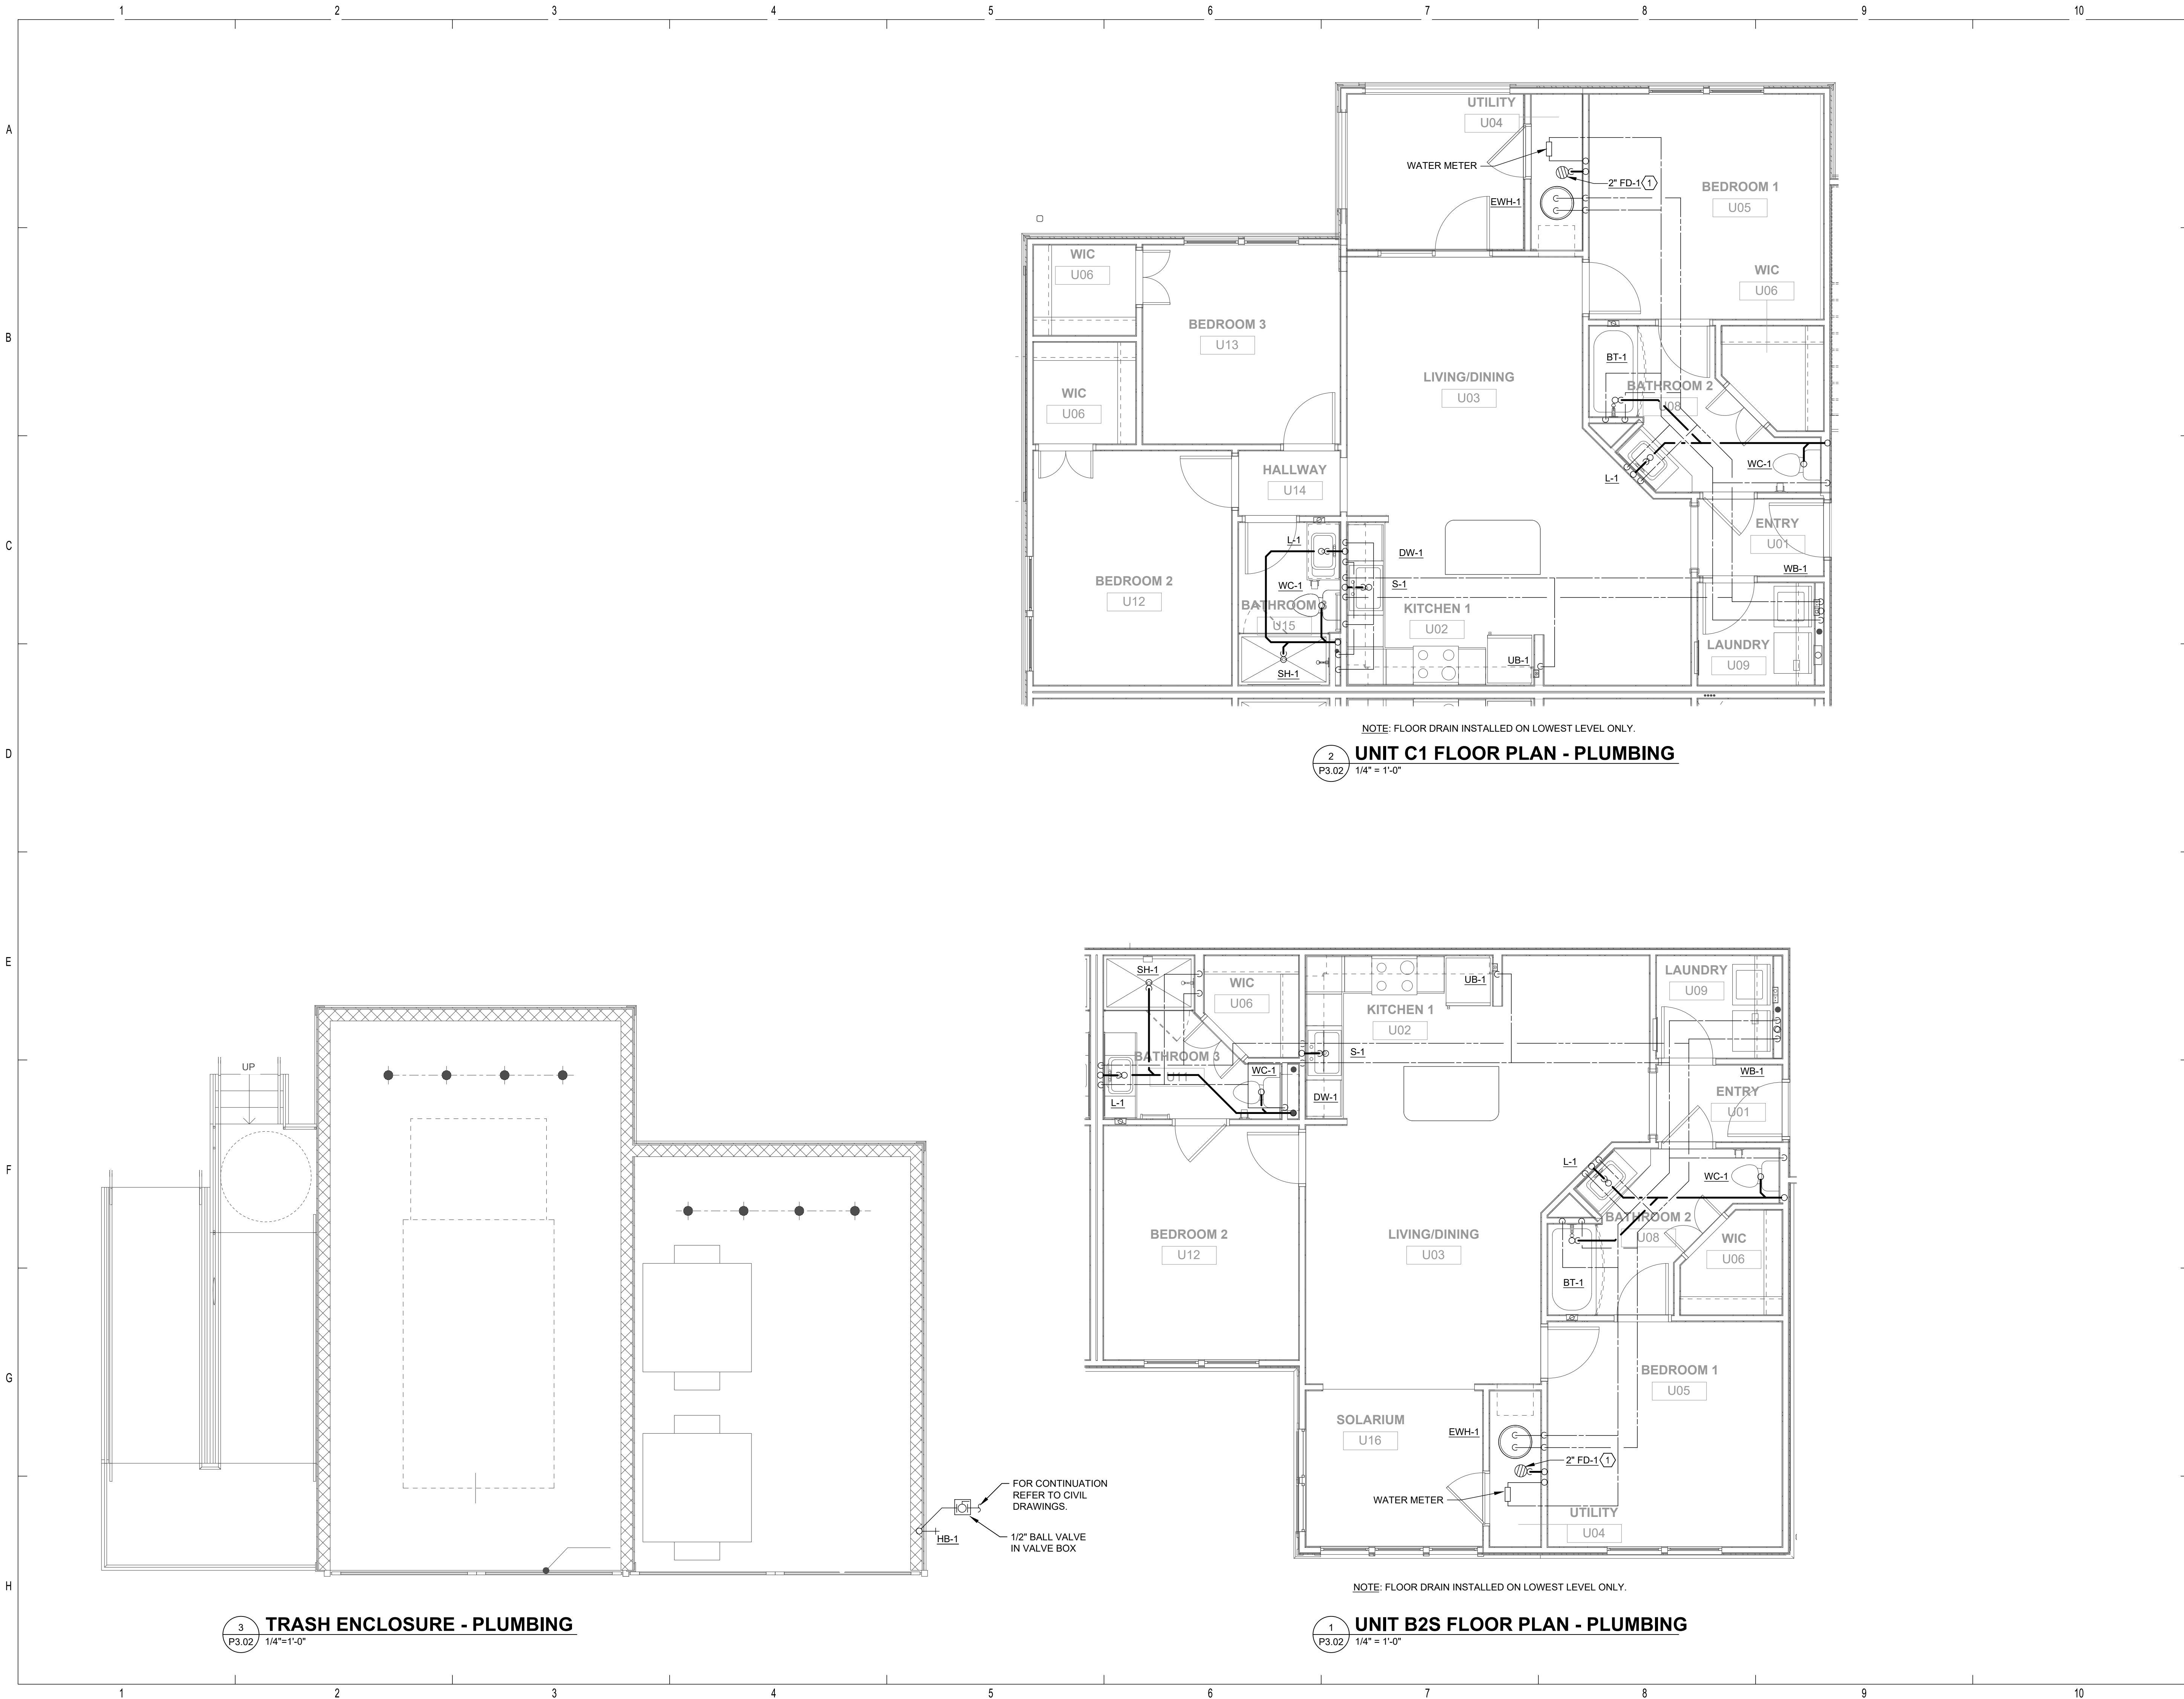 1 2 3 4 5 6 7 8 9 10
A
B
C
D
E
F
G
H
UTILITY
U04
WATER METER
2" FD-1 1
EWH-1
BEDROOM 1
U05
WIC
U06
WIC
U06
BEDROOM 3
U13
BT-1
BATHROOM 2
U08
LIVING/DINING
U03
WIC
U06
WC-1
L-1
HALLWAY
U14
ENTRY
U01
WB-1
L-1
DW-1
WC-1
S-1
BEDROOM 2
U12
BATHROOM 3
U15
KITCHEN 1
U02
LAUNDRY
U09
UB-1
SH-1
NOTE: FLOOR DRAIN INSTALLED ON LOWEST LEVEL ONLY.
2
P3.02
UNIT C1 FLOOR PLAN - PLUMBING
1/4" = 1'-0"
SH-1
WIC
U06
UB-1
KITCHEN 1
U02
LAUNDRY
U09
S-1
BATHROOM 3
U11
WC-1
WB-1
L-1
DW-1
ENTRY
U01
L-1
WC-1
BATHROOM 2
U08
BEDROOM 2
U12
LIVING/DINING
U03
WIC
U06
BT-1
BEDROOM 1
U05
SOLARIUM
U16
EWH-1
2" FD-1 1
WATER METER
UTILITY
U04
NOTE: FLOOR DRAIN INSTALLED ON LOWEST LEVEL ONLY.
1
P3.02
UNIT B2S FLOOR PLAN - PLUMBING
1/4" = 1'-0"
UP
FOR CONTINUATION
REFER TO CIVIL
DRAWINGS.
HB-1
1/2" BALL VALVE
IN VALVE BOX
3
P3.02
TRASH ENCLOSURE - PLUMBING
1/4"=1'-0"
1 2 3 4 5 6 7 8 9 10